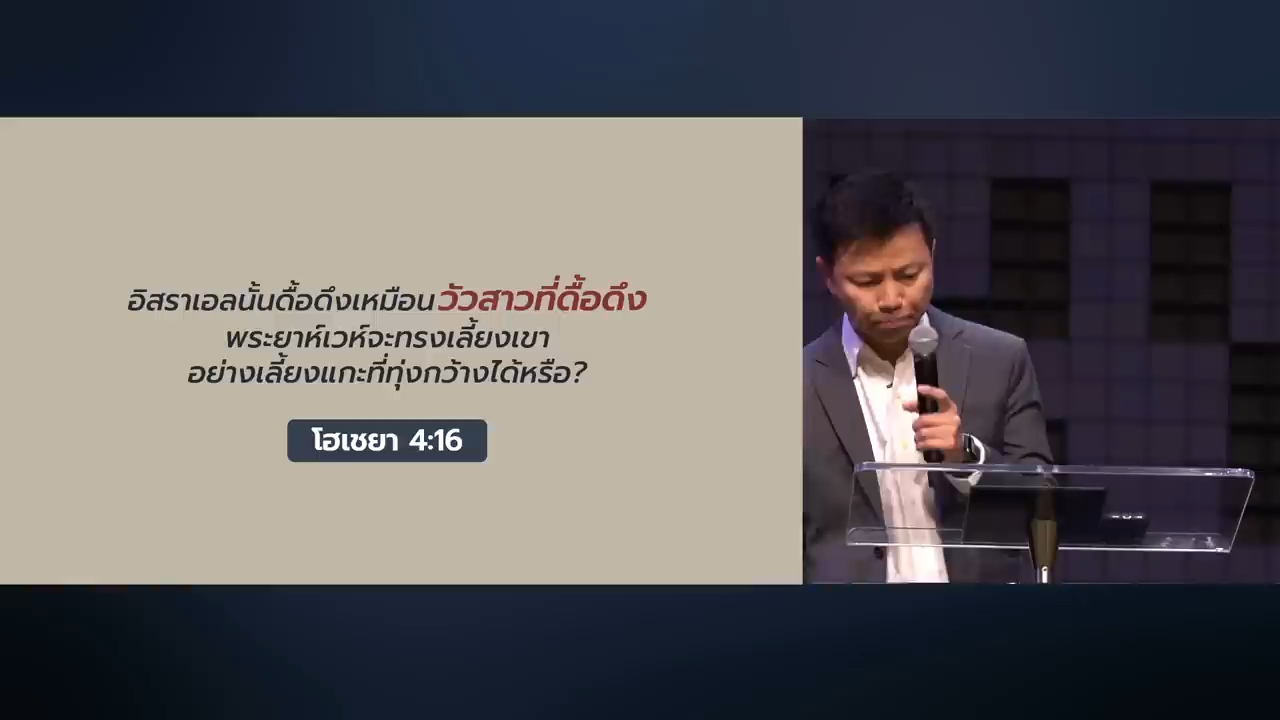 อิสราเอลนั้นดื้อดึงเหมือนวัวสาวที่ดื้อดึง
พระยาห์เวห์จะทรงเลี้ยงเขา
อย่างเลี้ยงแกะที่ทุ่งกว้างได้หรือ?
โฮเชยา 4:16